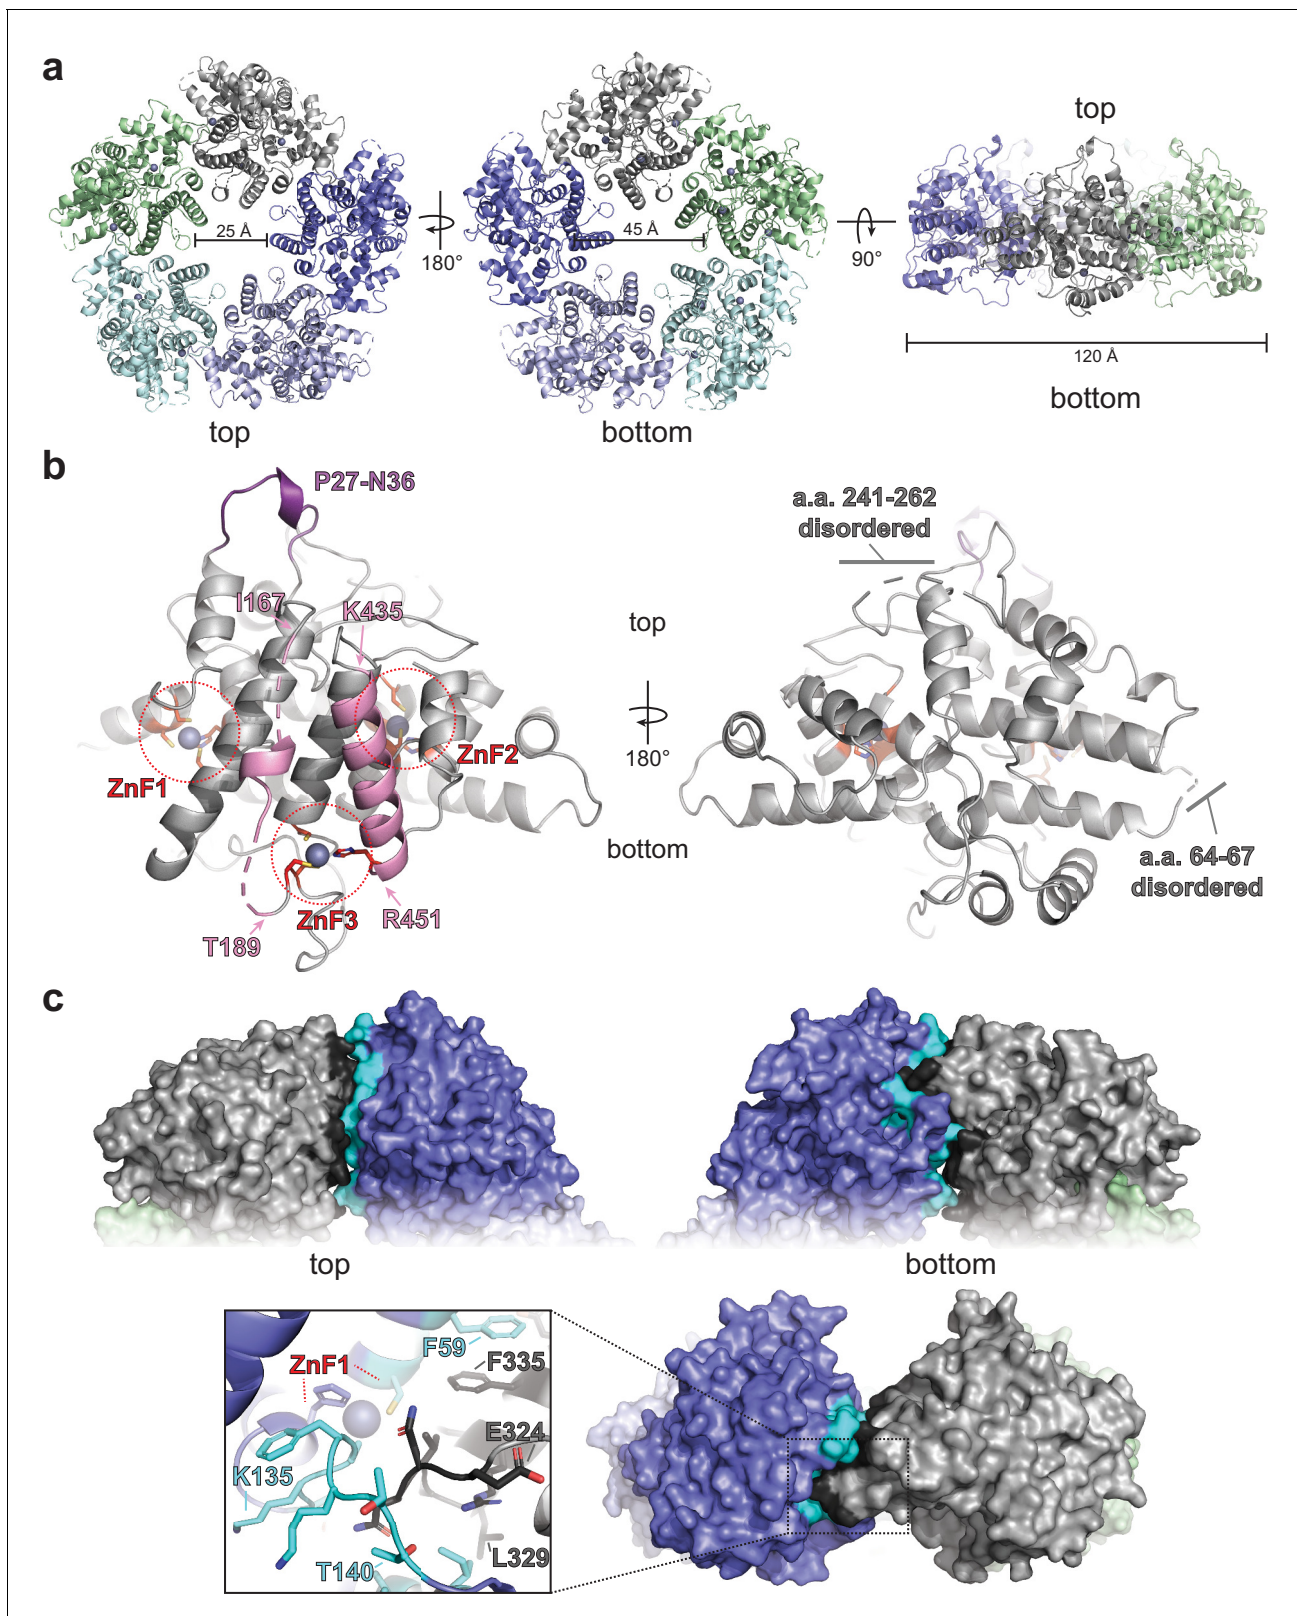 a
top
25 Å
180°
45 Å
90°
120 Å
top
bottom
bottom
b
P27-N36
a.a. 241-262
disordered
I167
K435
top
ZnF1
ZnF2
180°
bottom
a.a. 64-67
disordered
ZnF3
R451
T189
c
top
bottom
F59
ZnF1
F335
E324
K135
L329
T140